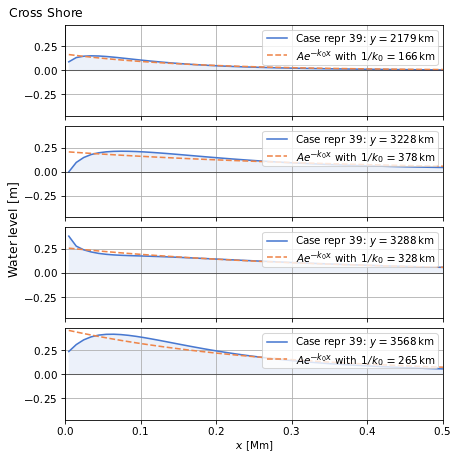 Cross Shore
Water level [m]
0.25
0.00
−0.25
Case repr 39: y = 2179 km
Ae^{−k₀x} with 1/k₀ = 166 km
0.25
0.00
−0.25
Case repr 39: y = 3228 km
Ae^{−k₀x} with 1/k₀ = 378 km
0.25
0.00
−0.25
Case repr 39: y = 3288 km
Ae^{−k₀x} with 1/k₀ = 328 km
0.25
0.00
−0.25
Case repr 39: y = 3568 km
Ae^{−k₀x} with 1/k₀ = 265 km
0.0 0.1 0.2 0.3 0.4 0.5
x [Mm]